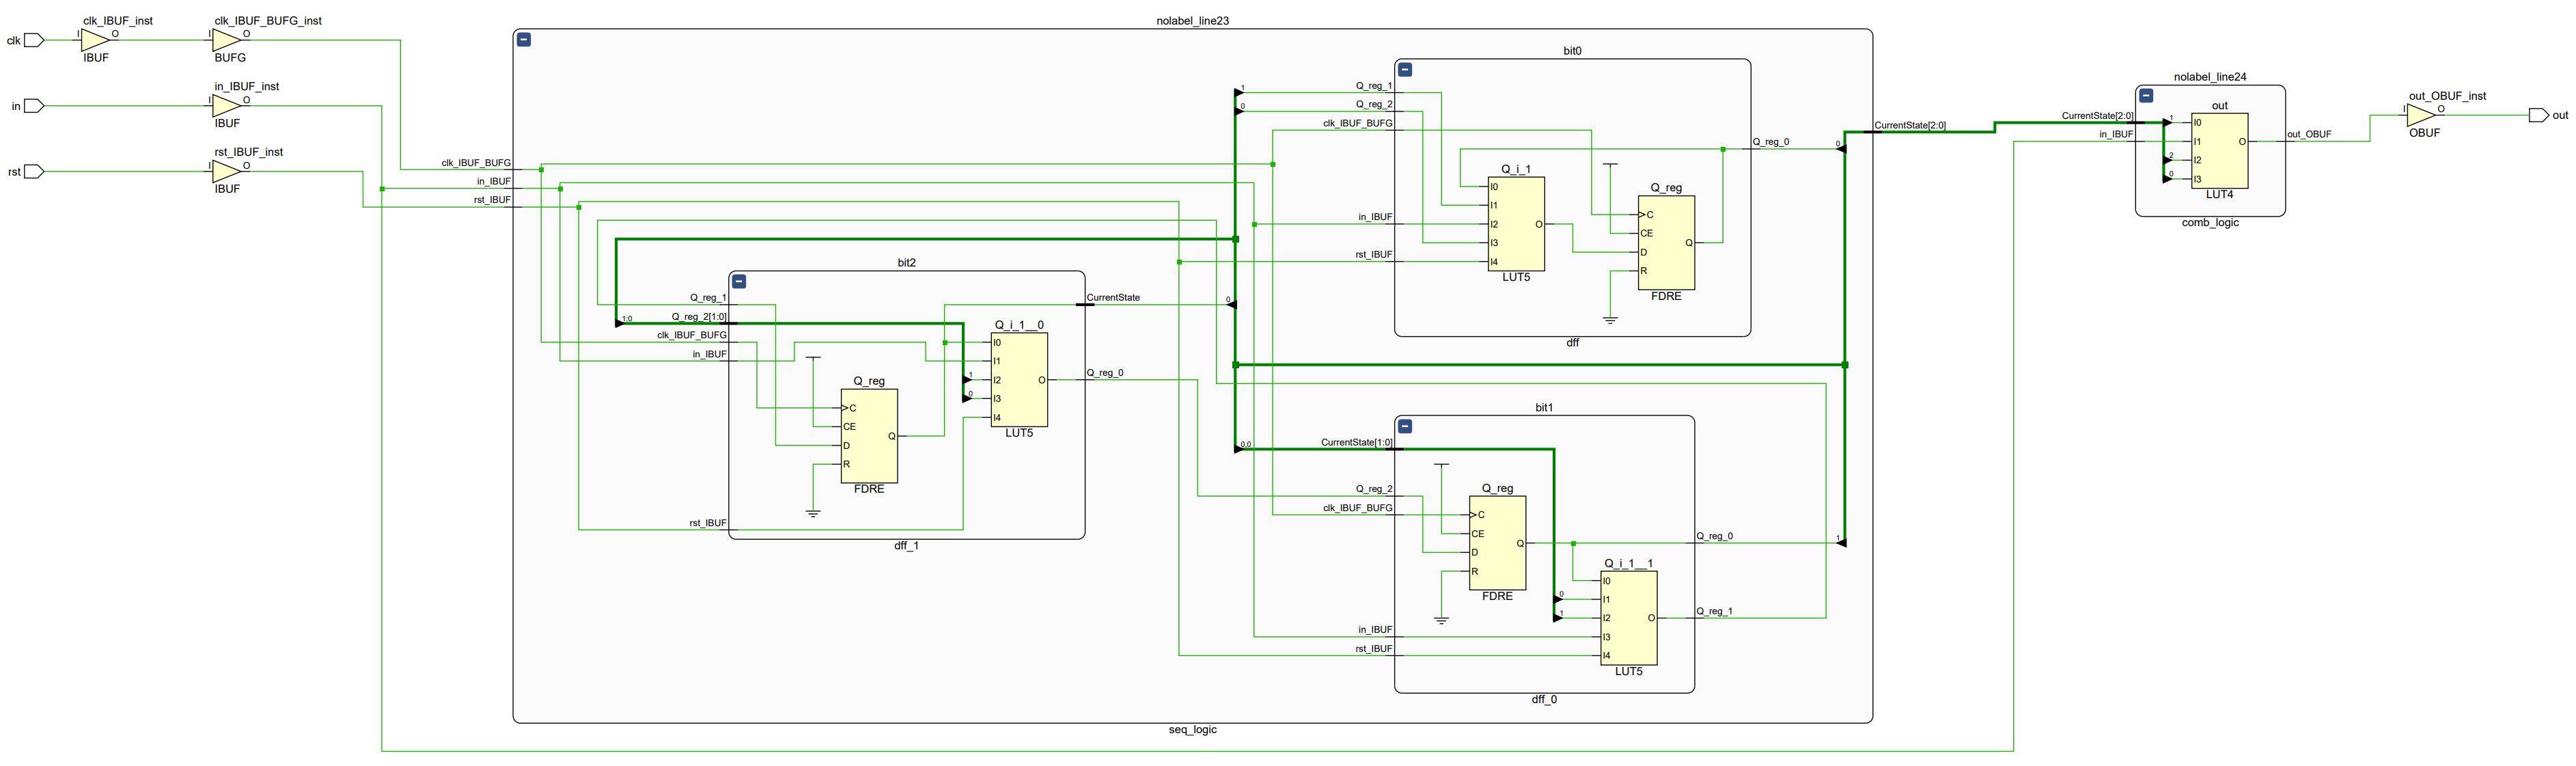 clk
clk_IBUF_inst
I
O
IBUF
clk_IBUF_BUFG_inst
I
O
BUFG
in
in_IBUF_inst
I
O
IBUF
rst
rst_IBUF_inst
I
O
IBUF
nolabel_line23
clk_IBUF_BUFG
in_IBUF
rst_IBUF
bit2
Q_reg_1
1:0
Q_reg_2[1:0]
clk_IBUF_BUFG
in_IBUF
rst_IBUF
Q_reg
C
CE
D
R
Q
FDRE
Q_i_1__0
I0
I1
1
I2
0
I3
I4
O
LUT5
CurrentState
0
Q_reg_0
dff_1
bit0
1
Q_reg_1
0
Q_reg_2
clk_IBUF_BUFG
in_IBUF
rst_IBUF
Q_i_1
I0
I1
I2
I3
I4
O
LUT5
Q_reg
C
CE
D
R
Q
FDRE
Q_reg_0
0
dff
bit1
0,0
CurrentState[1:0]
Q_reg_2
clk_IBUF_BUFG
in_IBUF
rst_IBUF
Q_reg
C
CE
D
R
Q
FDRE
Q_i_1__1
I0
0
I1
1
I2
I3
I4
O
LUT5
Q_reg_0
1
Q_reg_1
dff_0
seq_logic
CurrentState[2:0]
nolabel_line24
CurrentState[2:0]
in_IBUF
out
1
I0
I1
2
I2
0
I3
O
LUT4
out_OBUF
comb_logic
out_OBUF_inst
I
O
OBUF
out